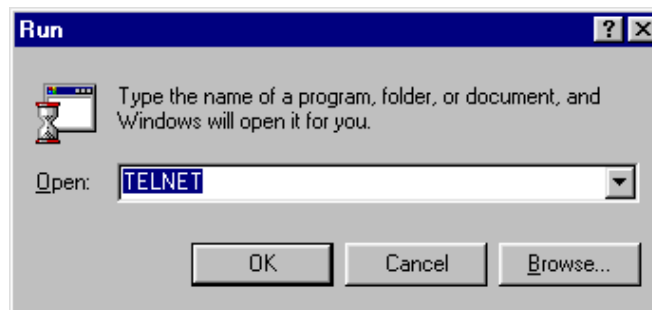 Run
Type the name of a program, folder, or document, and
Windows will open it for you.
Open: TELNET
OK Cancel Browse...